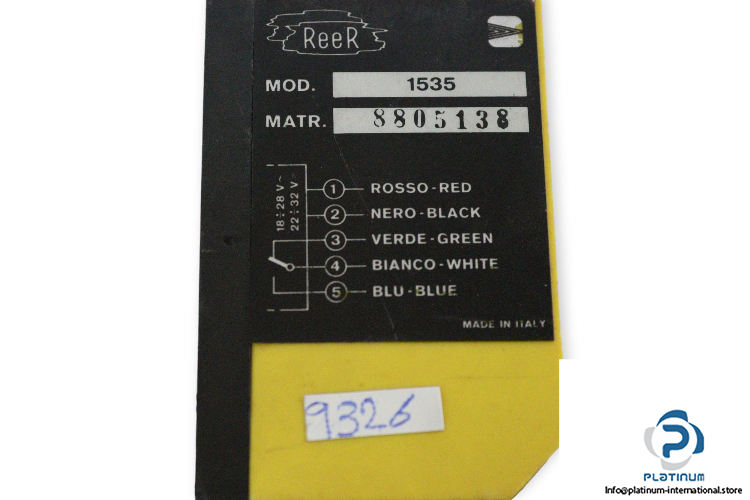 ReeR
MOD. 1535
MATR. 8805138
18÷28 V~
22÷32 V⎓
1 ROSSO-RED
2 NERO-BLACK
3 VERDE-GREEN
4 BIANCO-WHITE
5 BLU-BLUE
MADE IN ITALY
9326
PLATINUM
Info@platinum-international.store